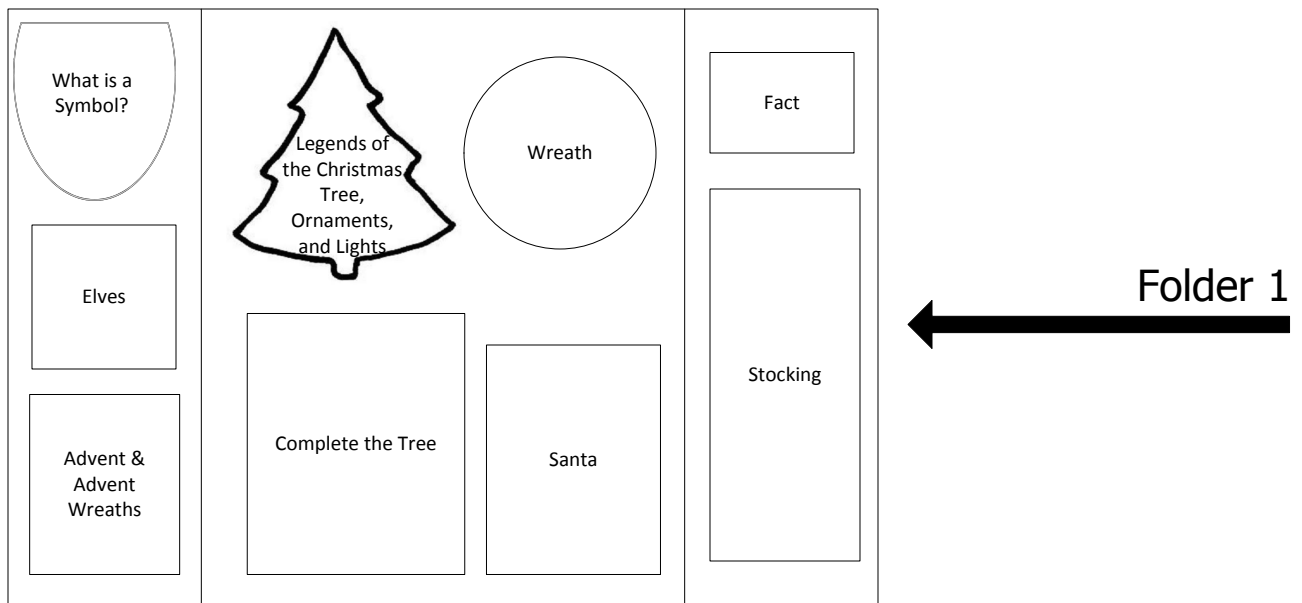 What is a
Symbol?
Elves
Advent &
Advent
Wreaths
Legends of
the Christmas
Tree,
Ornaments,
and Lights
Wreath
Complete the Tree
Santa
Fact
Stocking
Folder 1